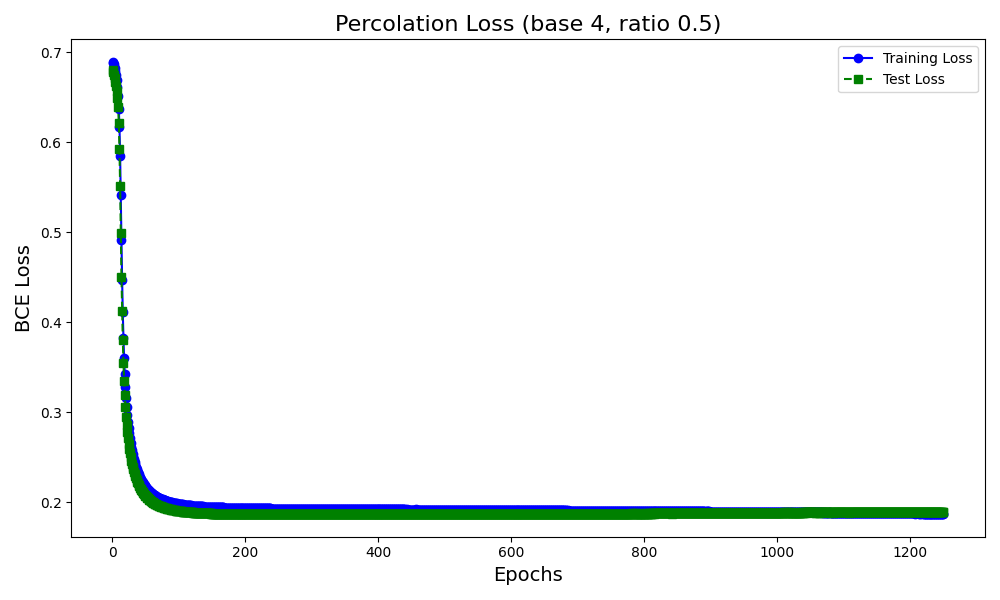 Percolation Loss (base 4, ratio 0.5)
Training Loss
Test Loss
BCE Loss
0.7
0.6
0.5
0.4
0.3
0.2
0 200 400 600 800 1000 1200
Epochs